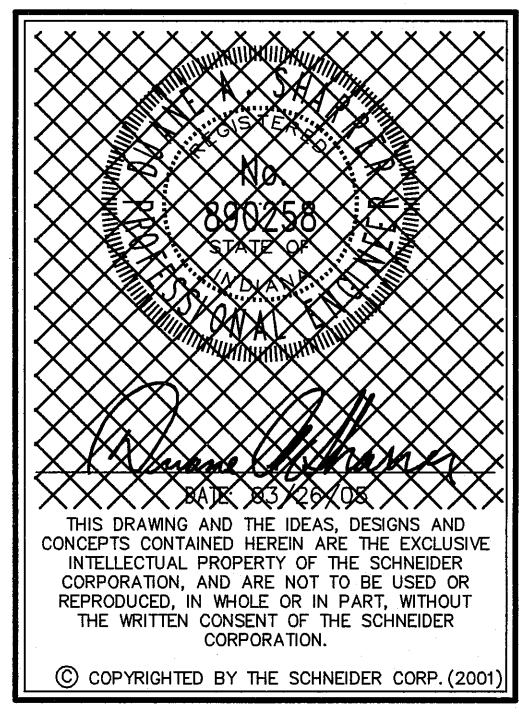 DUANE A. SHARRER
REGISTERED
No.
890258
STATE OF
INDIANA
PROFESSIONAL ENGINEER
Duane A Sharrer
DATE: 03/26/05
THIS DRAWING AND THE IDEAS, DESIGNS AND
CONCEPTS CONTAINED HEREIN ARE THE EXCLUSIVE
INTELLECTUAL PROPERTY OF THE SCHNEIDER
CORPORATION, AND ARE NOT TO BE USED OR
REPRODUCED, IN WHOLE OR IN PART, WITHOUT
THE WRITTEN CONSENT OF THE SCHNEIDER
CORPORATION.
© COPYRIGHTED BY THE SCHNEIDER CORP. (2001)